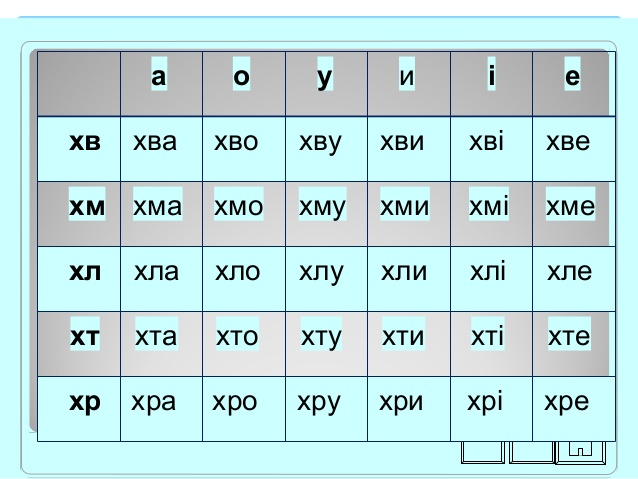 а о у и і е
хв хва хво хву хви хві хве
хм хма хмо хму хми хмі хме
хл хла хло хлу хли хлі хле
хт хта хто хту хти хті хте
хр хра хро хру хри хрі хре